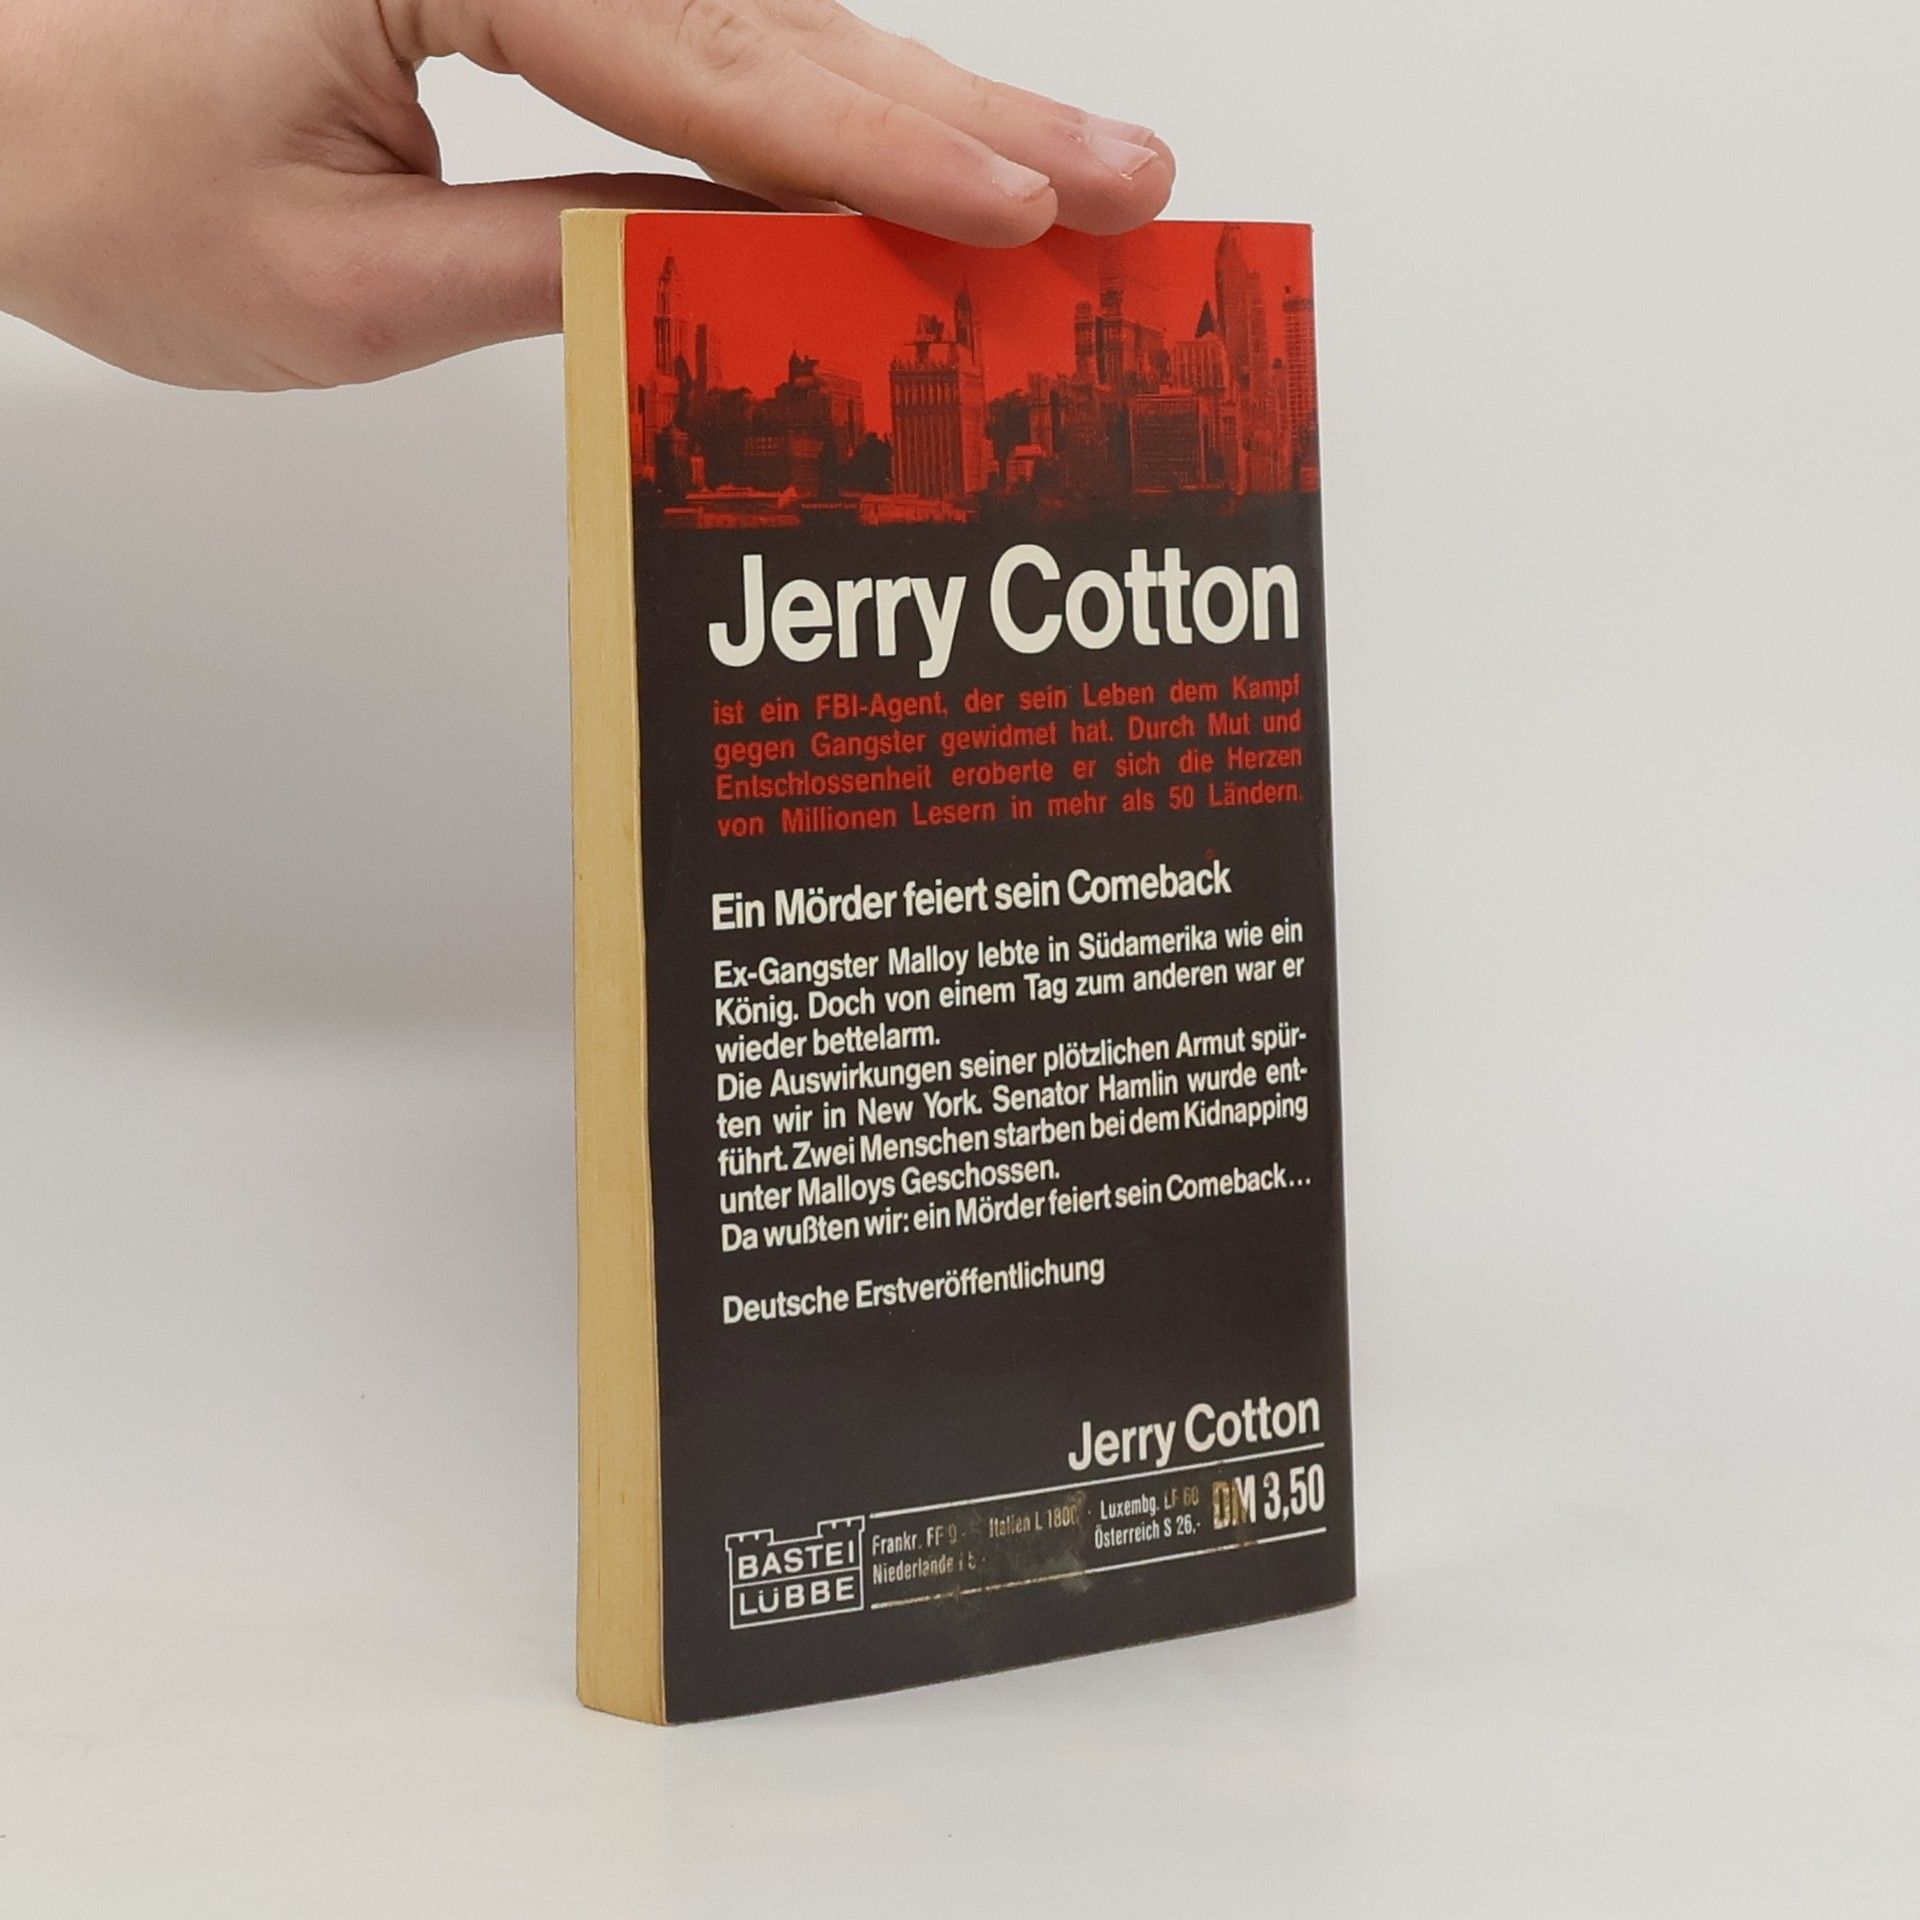 Jerry Cotton
ist ein FBI-Agent, der sein Leben dem Kampf
gegen Gangster gewidmet hat. Durch Mut und
Entschlossenheit eroberte er sich die Herzen
von Millionen Lesern in mehr als 50 Ländern.
Ein Mörder feiert sein Comeback
Ex-Gangster Malloy lebte in Südamerika wie ein
König. Doch von einem Tag zum anderen war er
wieder bettelarm.
Die Auswirkungen seiner plötzlichen Armut spür-
ten wir in New York. Senator Hamlin wurde ent-
führt. Zwei Menschen starben bei dem Kidnapping
unter Malloys Geschossen.
Da wußten wir: ein Mörder feiert sein Comeback...
Deutsche Erstveröffentlichung
Jerry Cotton
BASTEI
LÜBBE
Frankr. FF 9 Italien L 1800 · Luxembg. LF 60
Niederlande Österreich S 26,-
DM 3,50